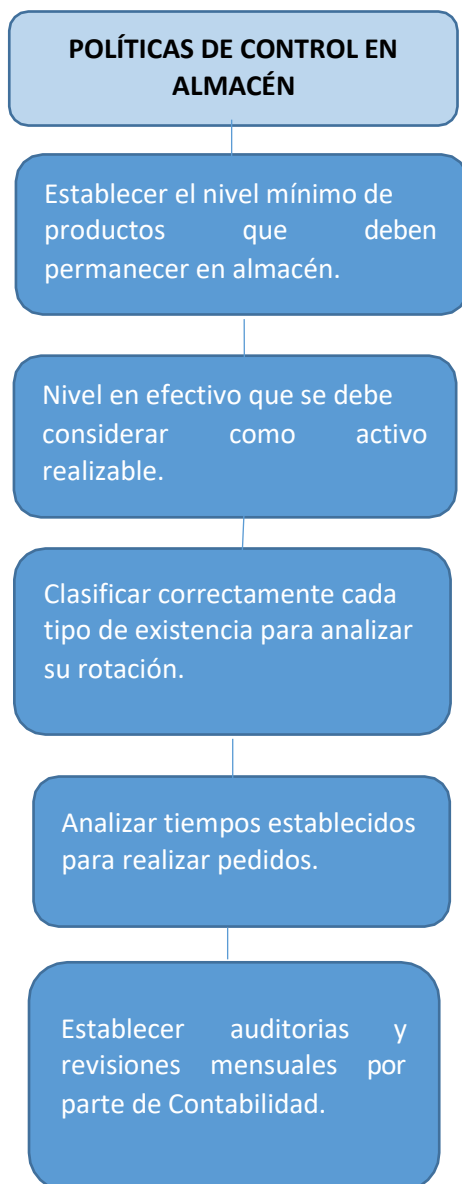 POLÍTICAS DE CONTROL EN
ALMACÉN
Establecer el nivel mínimo de
productos que deben
permanecer en almacén.
Nivel en efectivo que se debe
considerar como activo
realizable.
Clasificar correctamente cada
tipo de existencia para analizar
su rotación.
Analizar tiempos establecidos
para realizar pedidos.
Establecer auditorias y
revisiones mensuales por
parte de Contabilidad.